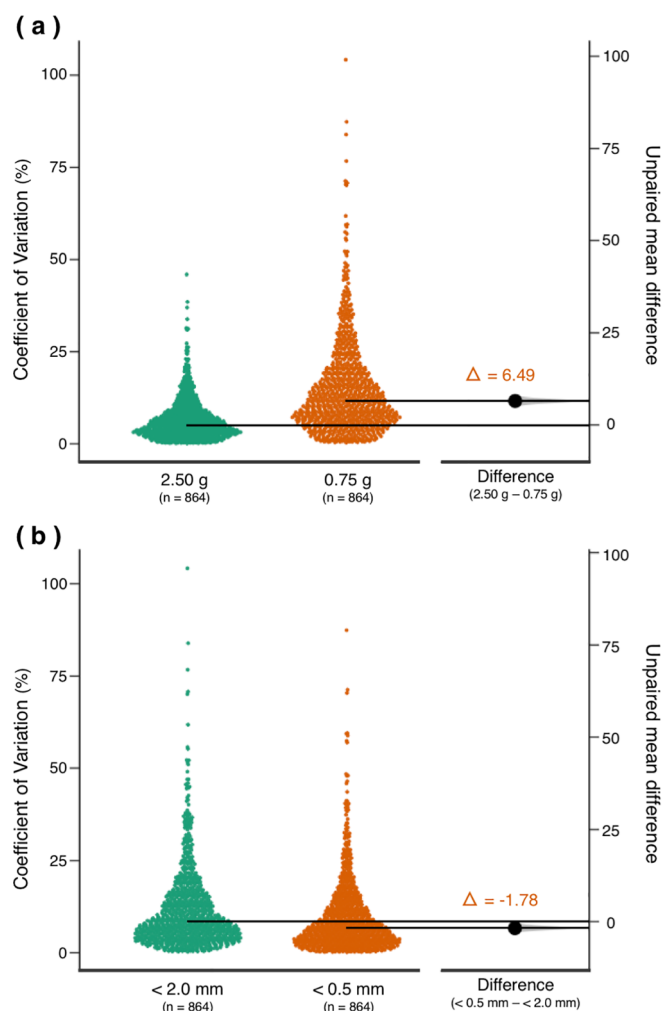 ( a )
Coefficient of Variation (%)
100
75
50
25
0
100
75
50
25
0
Unpaired mean difference
Δ = 6.49
2.50 g
(n = 864)
0.75 g
(n = 864)
Difference
(2.50 g – 0.75 g)
( b )
Coefficient of Variation (%)
100
75
50
25
0
100
75
50
25
0
Unpaired mean difference
Δ = -1.78
< 2.0 mm
(n = 864)
< 0.5 mm
(n = 864)
Difference
(< 0.5 mm – < 2.0 mm)